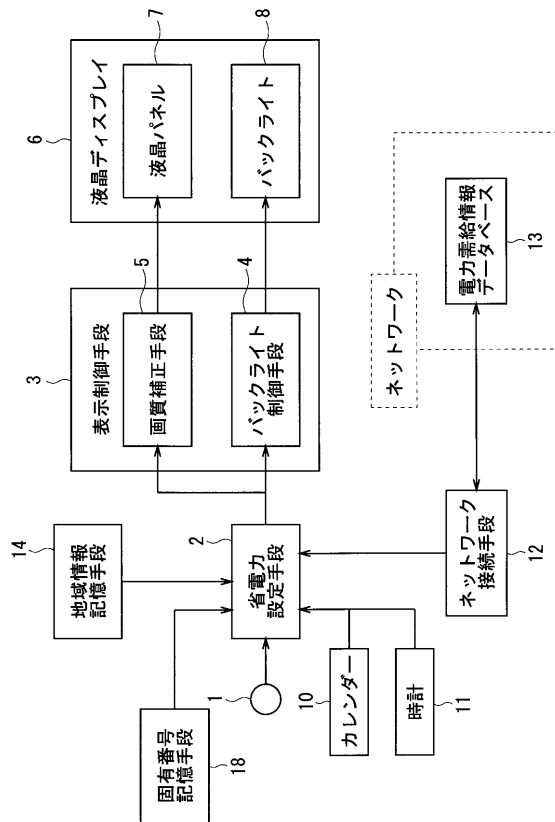 液晶ディスプレイ
6
液晶パネル
7
バックライト
8
表示制御手段
3
画質補正手段
5
バックライト
制御手段
4
ネットワーク
電力需給情報
データベース
13
地域情報
記憶手段
14
省電力
設定手段
2
ネットワーク
接続手段
12
固有番号
記憶手段
18
1
カレンダー
10
時計
11